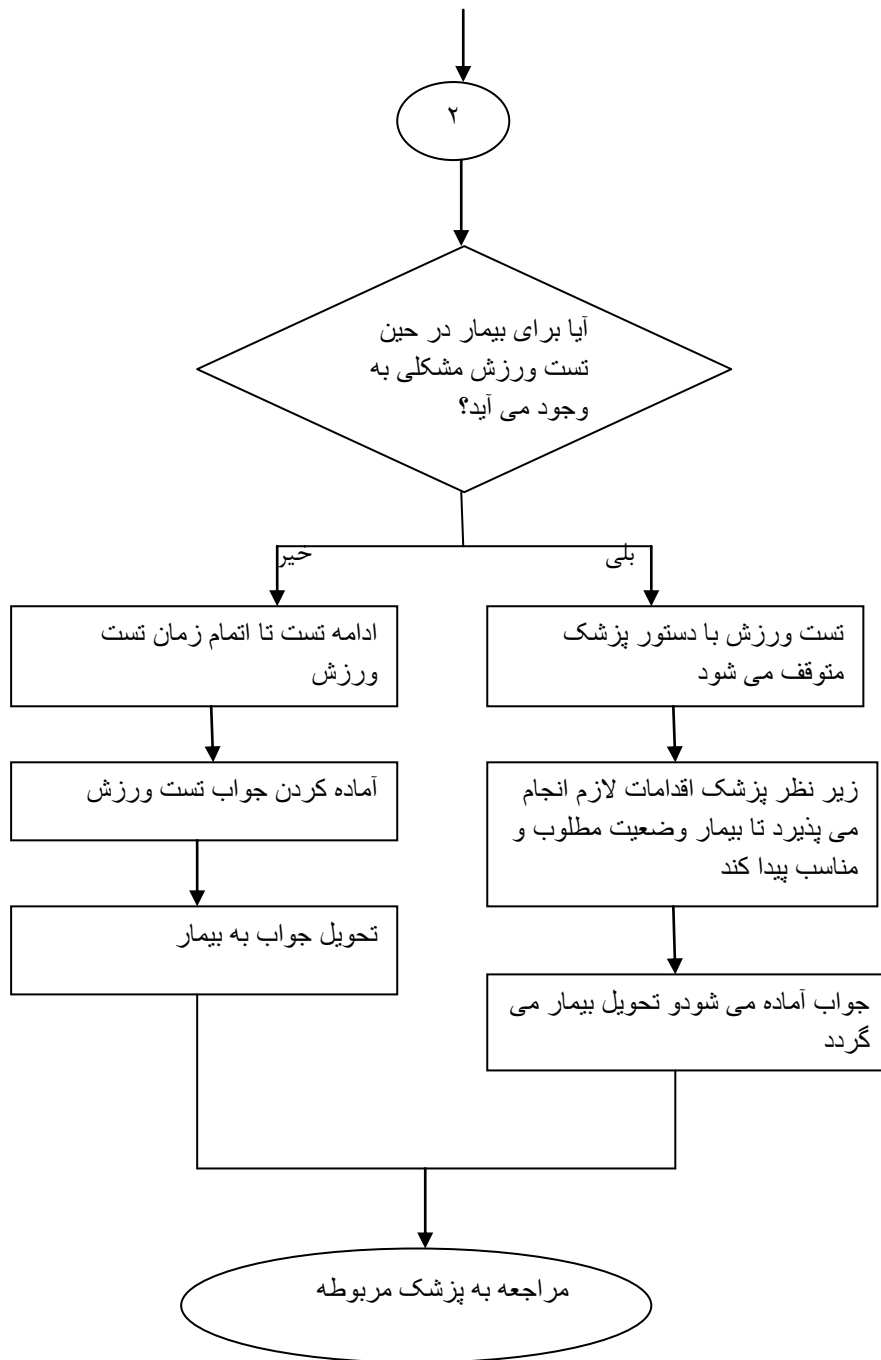 ۲
آیا برای بیمار در حین
تست ورزش مشکلی به
وجود می آید؟
بلی
خیر
تست ورزش با دستور پزشک
متوقف می شود
زیر نظر پزشک اقدامات لازم انجام
می پذیرد تا بیمار وضعیت مطلوب و
مناسب پیدا کند
جواب آماده می شودو تحویل بیمار می
گردد
ادامه تست تا اتمام زمان تست
ورزش
آماده کردن جواب تست ورزش
تحویل جواب به بیمار
مراجعه به پزشک مربوطه